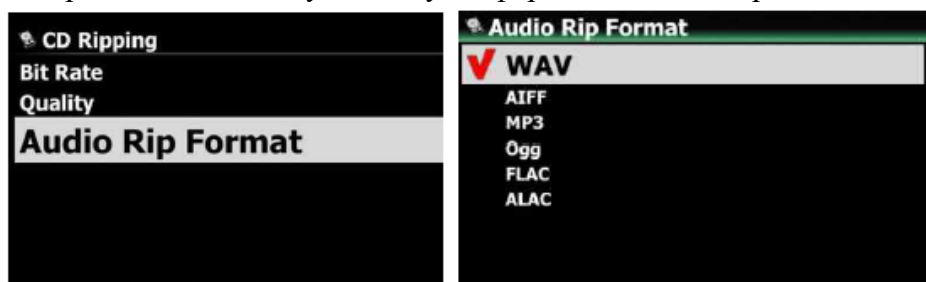 CD Ripping
Bit Rate
Quality
Audio Rip Format
Audio Rip Format
WAV
AIFF
MP3
Ogg
FLAC
ALAC